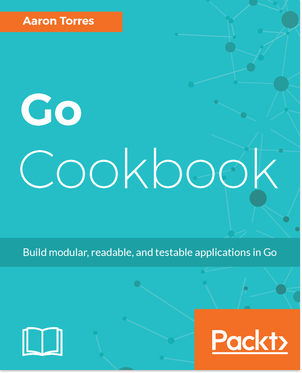 Aaron Torres
Go
Cookbook
Build modular, readable, and testable applications in Go
Packt>